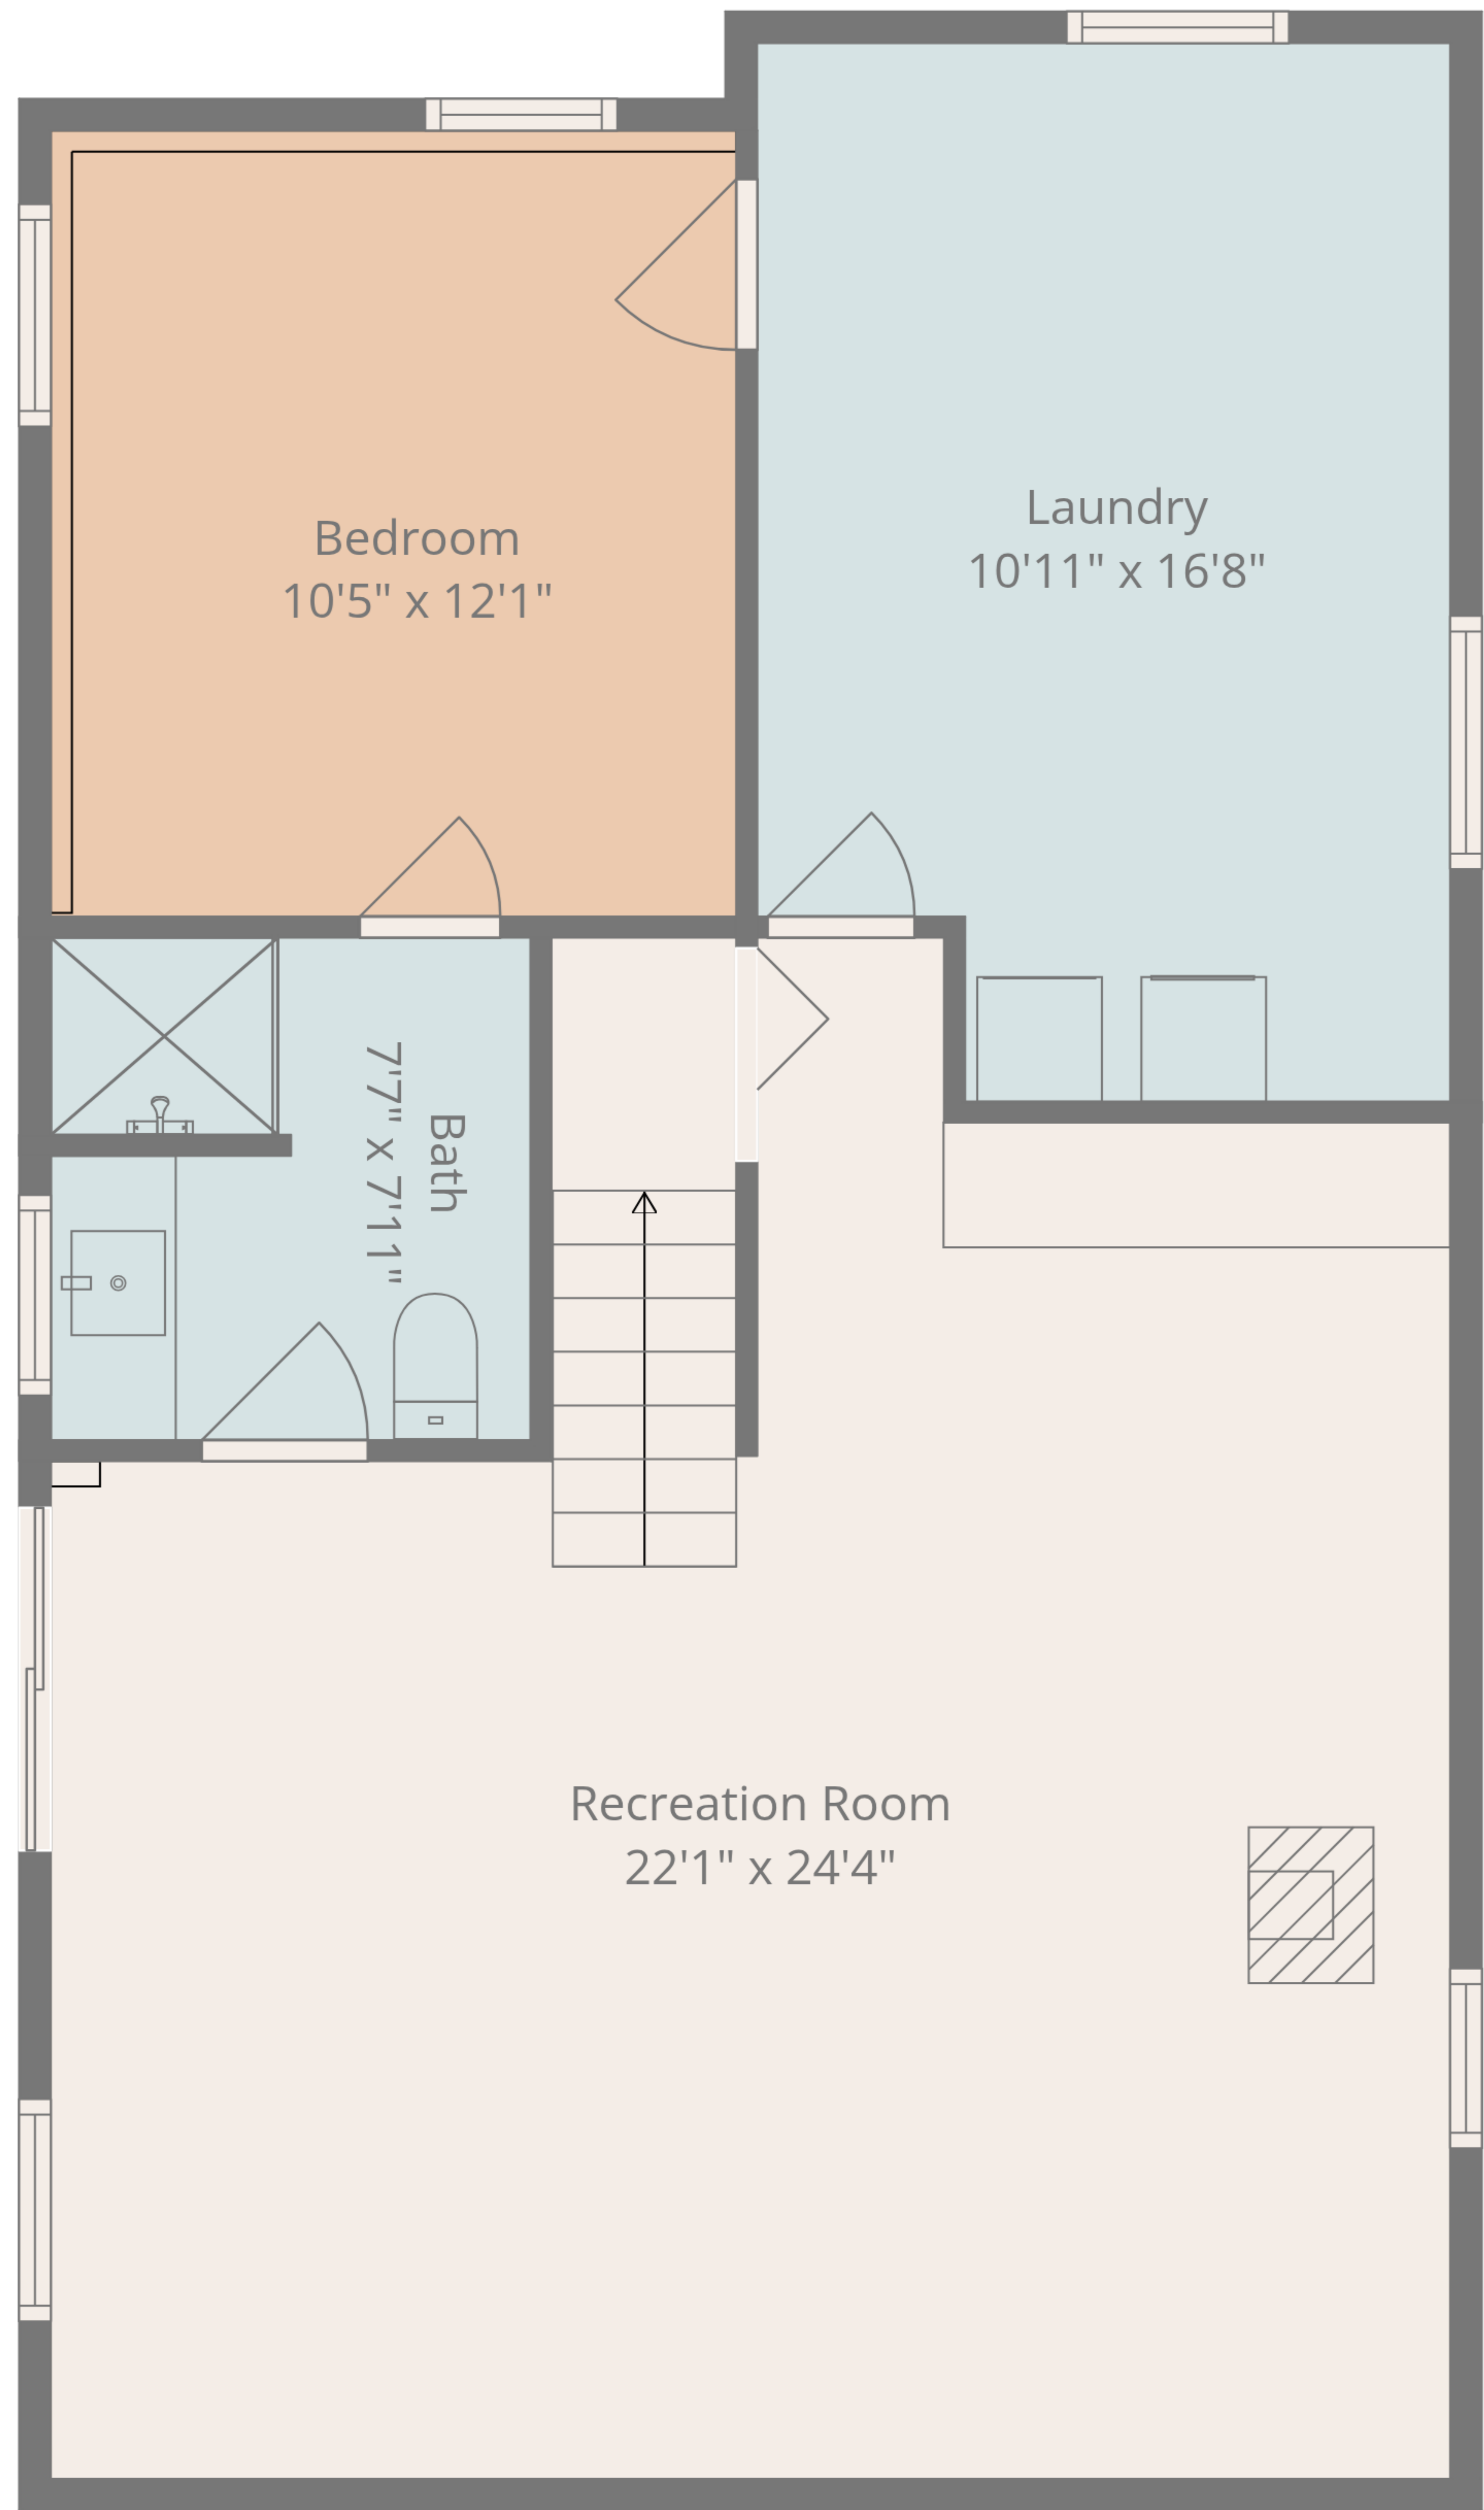 Laundry
10'11" x 16'8"
Bedroom
10'5" x 12'1"
Bath
7'7" x 7'11"
Recreation Room
22'1" x 24'4"